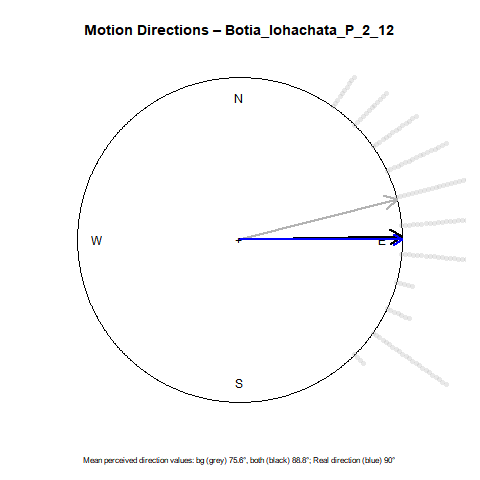 Motion Directions – Botia_lohachata_P_2_12
N
W
E
S
Mean perceived direction values: bg (grey) 75.6°, both (black) 88.8°; Real direction (blue) 90°